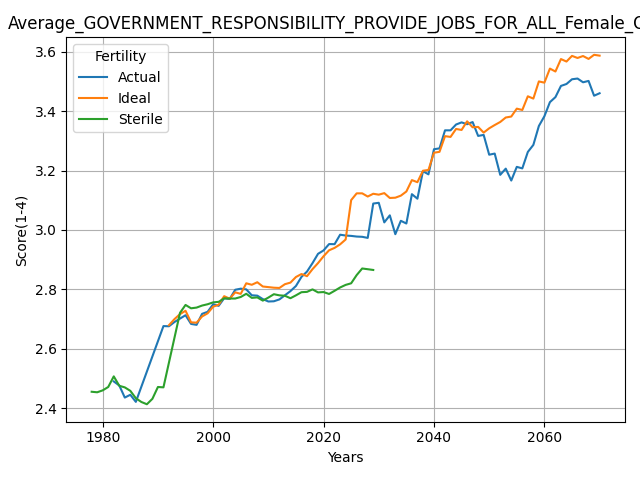 Average_GOVERNMENT_RESPONSIBILITY_PROVIDE_JOBS_FOR_ALL_Female_
Fertility
Actual
Ideal
Sterile
3.6
3.4
3.2
3.0
2.8
2.6
2.4
Score(1-4)
1980 2000 2020 2040 2060
Years